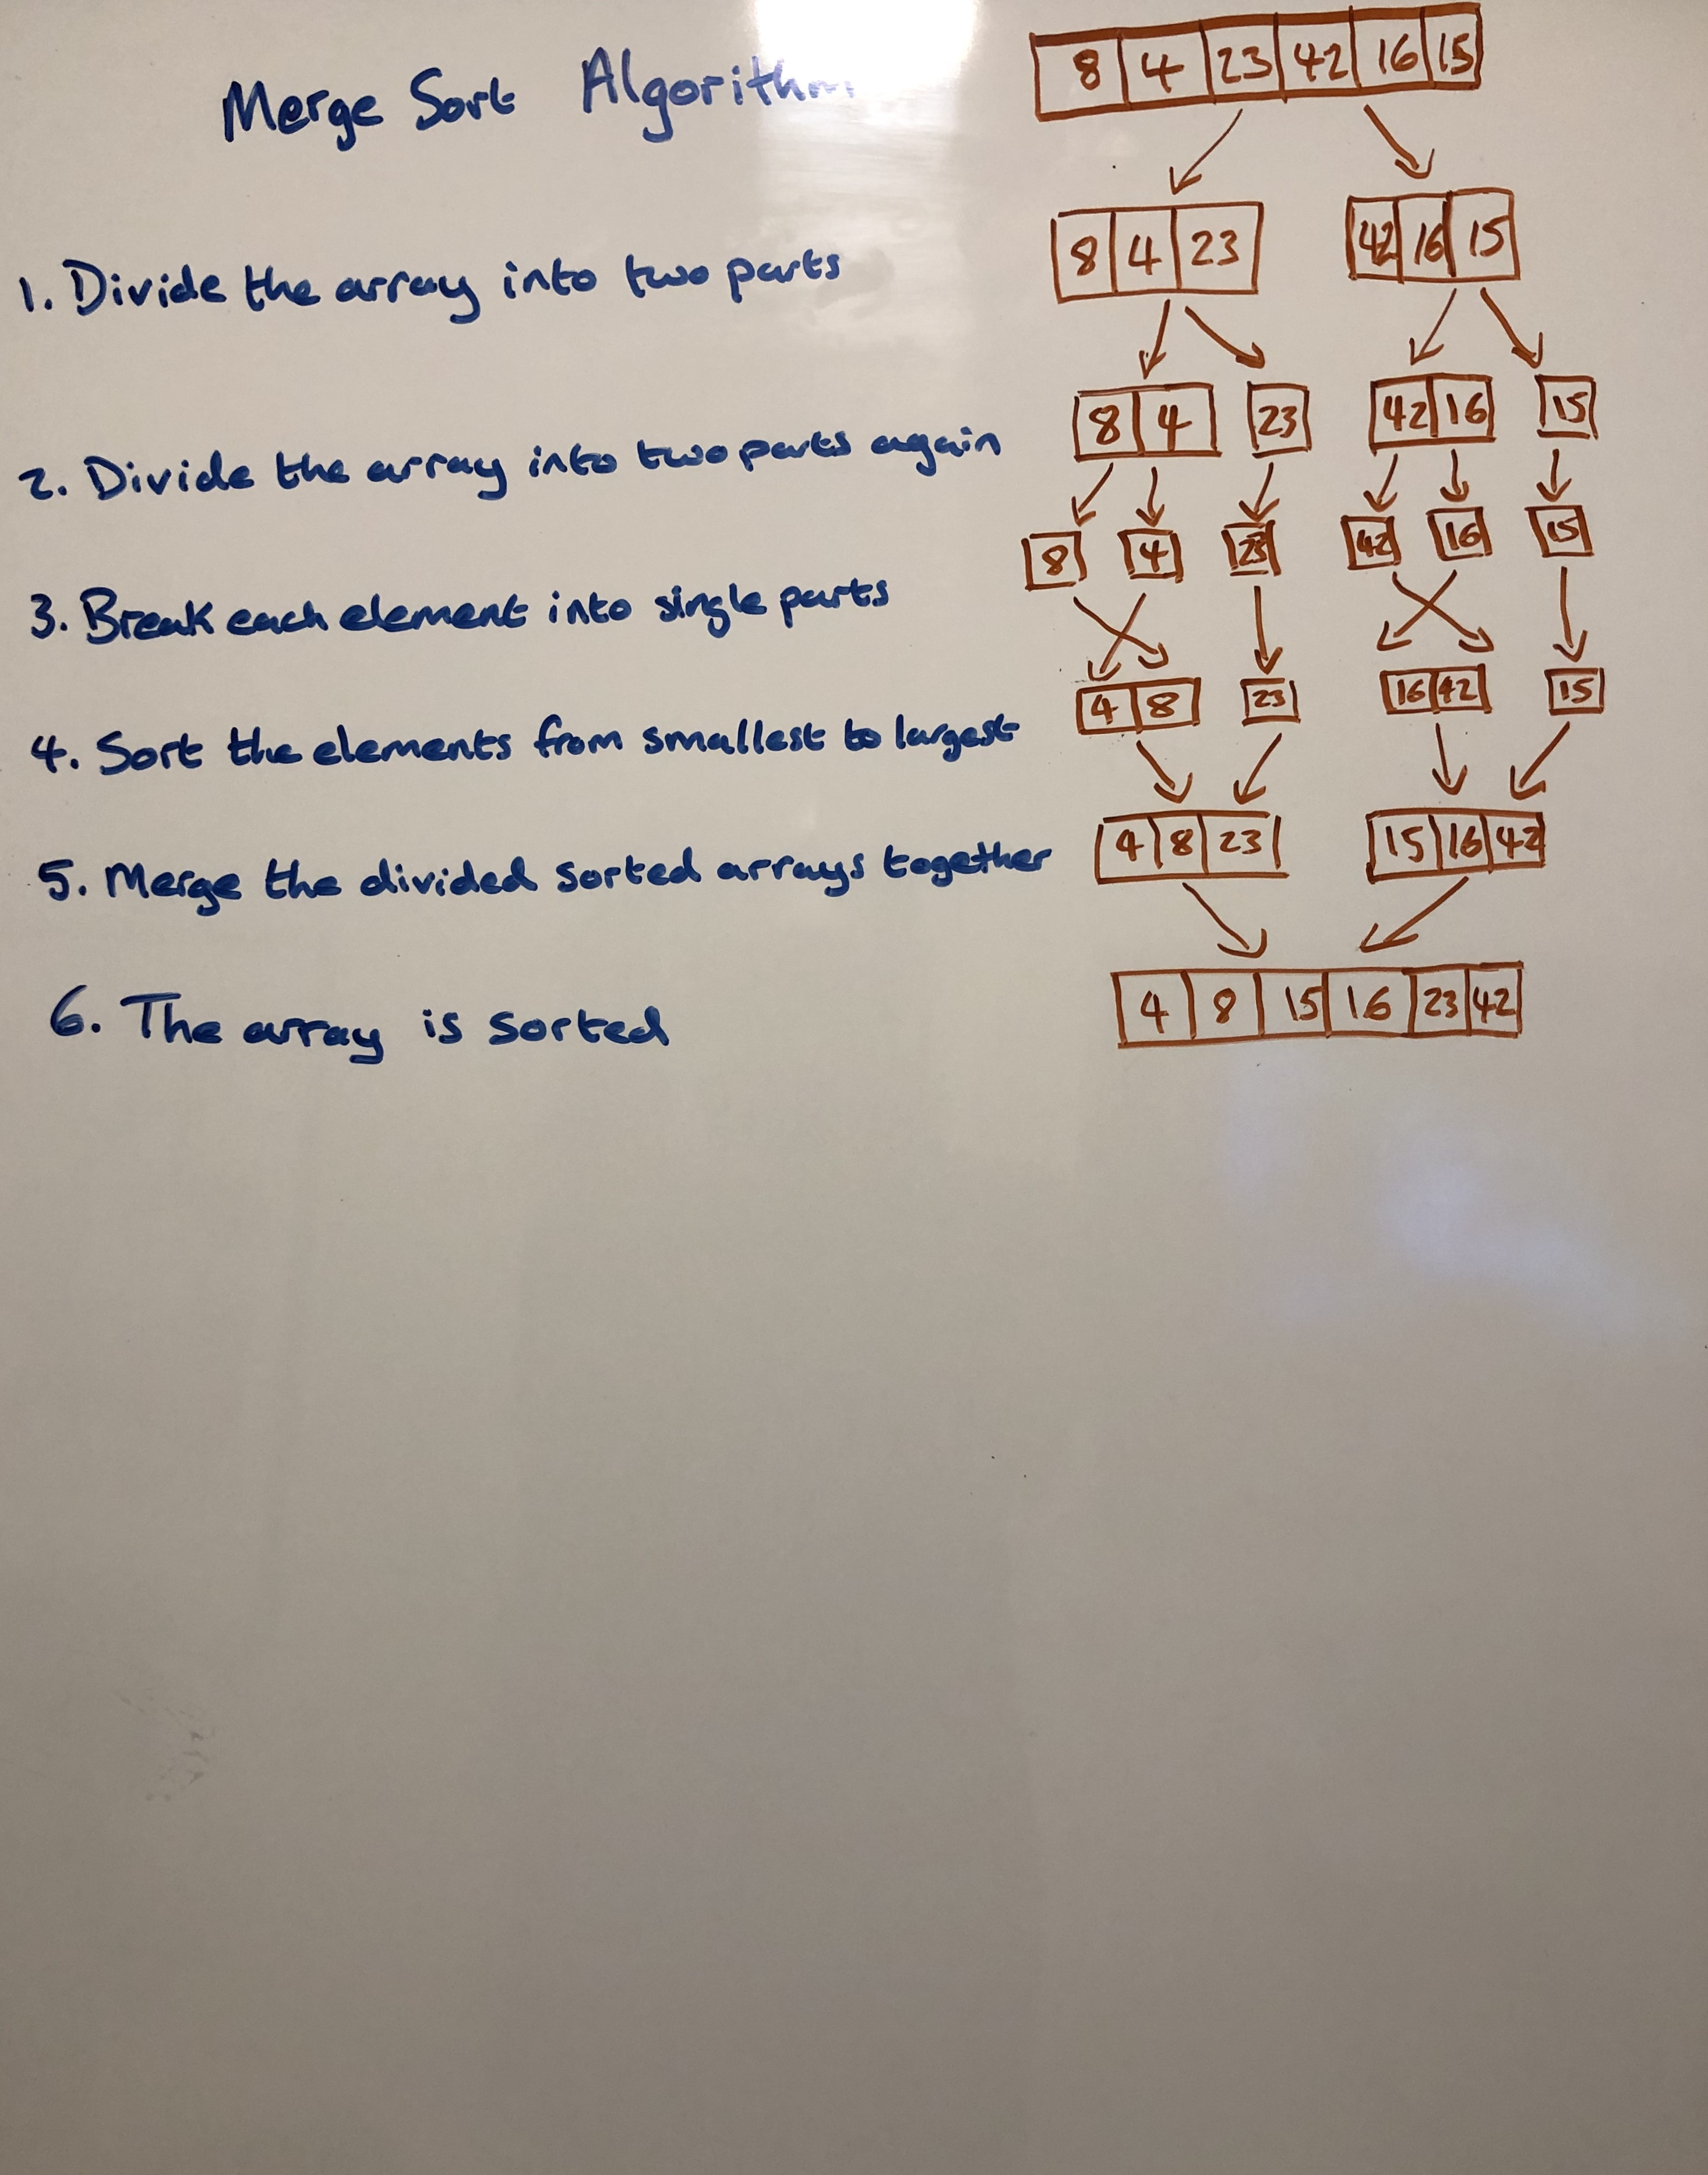 Merge Sort Algorithm
8 4 23 42 16 15
8 4 23 42 16 15
1. Divide the array into two parts
8 4 23 42 16 15
2. Divide the array into two parts again
8 4 23 42 16 15
3. Break each element into single parts
4 8 23 16 42 15
4. Sort the elements from smallest to largest
4 8 23 15 16 42
5. Merge the divided sorted arrays together
4 8 15 16 23 42
6. The array is sorted